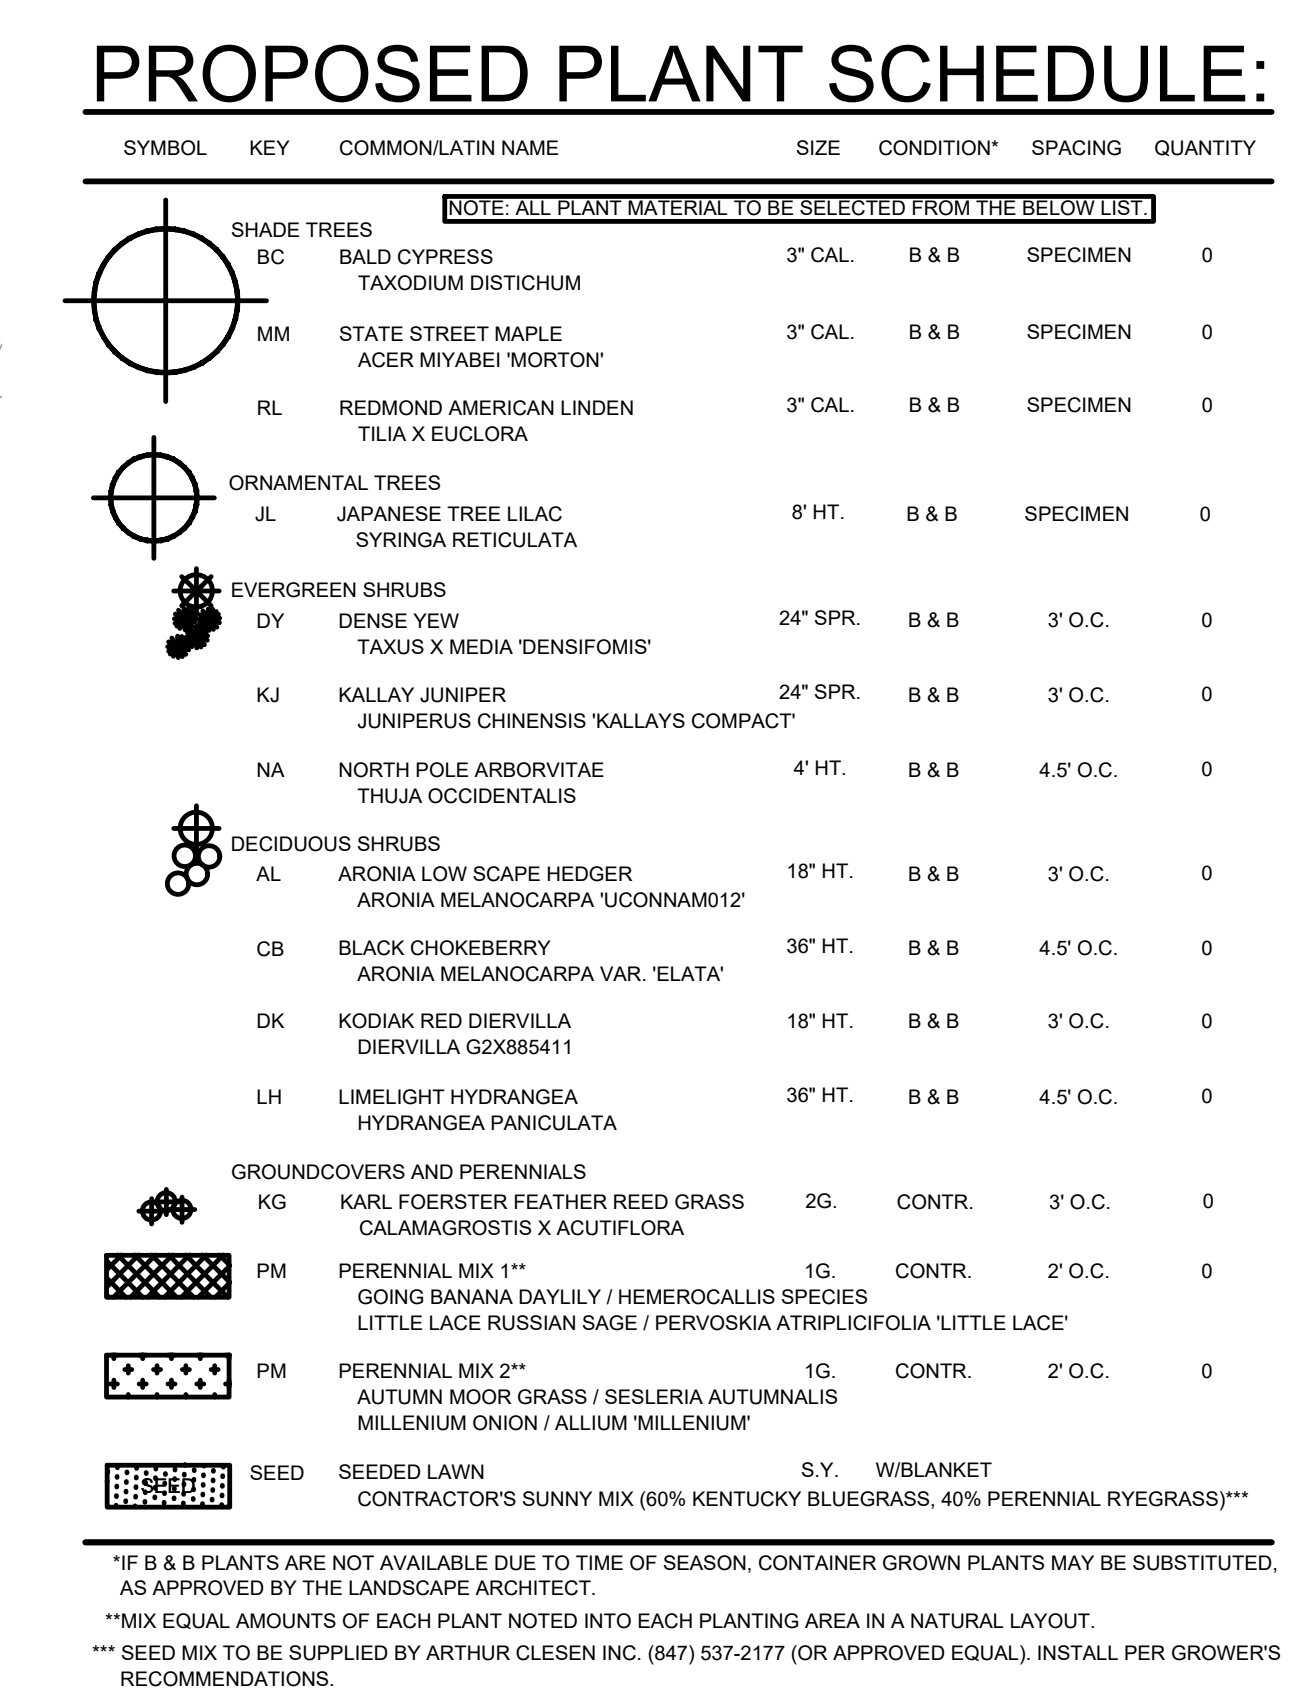 PROPOSED PLANT SCHEDULE:
SYMBOL KEY COMMON/LATIN NAME SIZE CONDITION* SPACING QUANTITY
NOTE: ALL PLANT MATERIAL TO BE SELECTED FROM THE BELOW LIST.
SHADE TREES
BC BALD CYPRESS 3" CAL. B & B SPECIMEN 0
TAXODIUM DISTICHUM
MM STATE STREET MAPLE 3" CAL. B & B SPECIMEN 0
ACER MIYABEI 'MORTON'
RL REDMOND AMERICAN LINDEN 3" CAL. B & B SPECIMEN 0
TILIA X EUCLORA
ORNAMENTAL TREES
JL JAPANESE TREE LILAC 8' HT. B & B SPECIMEN 0
SYRINGA RETICULATA
EVERGREEN SHRUBS
DY DENSE YEW 24" SPR. B & B 3' O.C. 0
TAXUS X MEDIA 'DENSIFOMIS'
KJ KALLAY JUNIPER 24" SPR. B & B 3' O.C. 0
JUNIPERUS CHINENSIS 'KALLAYS COMPACT'
NA NORTH POLE ARBORVITAE 4' HT. B & B 4.5' O.C. 0
THUJA OCCIDENTALIS
DECIDUOUS SHRUBS
AL ARONIA LOW SCAPE HEDGER 18" HT. B & B 3' O.C. 0
ARONIA MELANOCARPA 'UCONNAM012'
CB BLACK CHOKEBERRY 36" HT. B & B 4.5' O.C. 0
ARONIA MELANOCARPA VAR. 'ELATA'
DK KODIAK RED DIERVILLA 18" HT. B & B 3' O.C. 0
DIERVILLA G2X885411
LH LIMELIGHT HYDRANGEA 36" HT. B & B 4.5' O.C. 0
HYDRANGEA PANICULATA
GROUNDCOVERS AND PERENNIALS
KG KARL FOERSTER FEATHER REED GRASS 2G. CONTR. 3' O.C. 0
CALAMAGROSTIS X ACUTIFLORA
PM PERENNIAL MIX 1** 1G. CONTR. 2' O.C. 0
GOING BANANA DAYLILY / HEMEROCALLIS SPECIES
LITTLE LACE RUSSIAN SAGE / PERVOSKIA ATRIPLICIFOLIA 'LITTLE LACE'
PM PERENNIAL MIX 2** 1G. CONTR. 2' O.C. 0
AUTUMN MOOR GRASS / SESLERIA AUTUMNALIS
MILLENIUM ONION / ALLIUM 'MILLENIUM'
SEED SEED SEEDED LAWN S.Y. W/BLANKET
CONTRACTOR'S SUNNY MIX (60% KENTUCKY BLUEGRASS, 40% PERENNIAL RYEGRASS)***
*IF B & B PLANTS ARE NOT AVAILABLE DUE TO TIME OF SEASON, CONTAINER GROWN PLANTS MAY BE SUBSTITUTED,
AS APPROVED BY THE LANDSCAPE ARCHITECT.
**MIX EQUAL AMOUNTS OF EACH PLANT NOTED INTO EACH PLANTING AREA IN A NATURAL LAYOUT.
*** SEED MIX TO BE SUPPLIED BY ARTHUR CLESEN INC. (847) 537-2177 (OR APPROVED EQUAL). INSTALL PER GROWER'S
RECOMMENDATIONS.